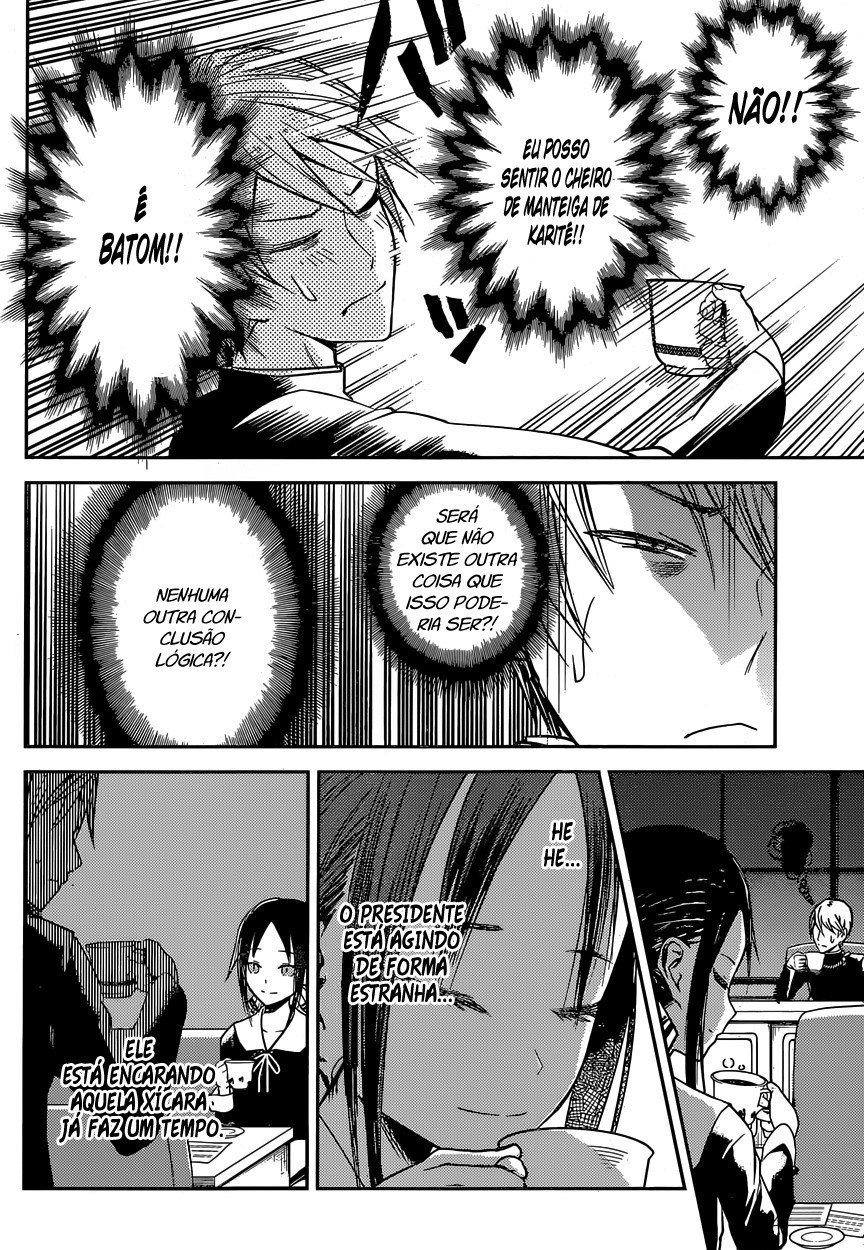 NÃO!!
EU POSSO
SENTIR O CHEIRO
DE MANTEIGA DE
KARITÉ!!
É
BATOM!!
SERÁ
QUE NÃO
EXISTE OUTRA
COISA QUE
ISSO PODE-
RIA SER?!
NENHUMA
OUTRA CON-
CLUSÃO
LÓGICA?!
HE
HE...
O PRESIDENTE
ESTÁ AGINDO
DE FORMA
ESTRANHA...
ELE
ESTÁ ENCARANDO
AQUELA XÍCARA
JÁ FAZ UM TEMPO.